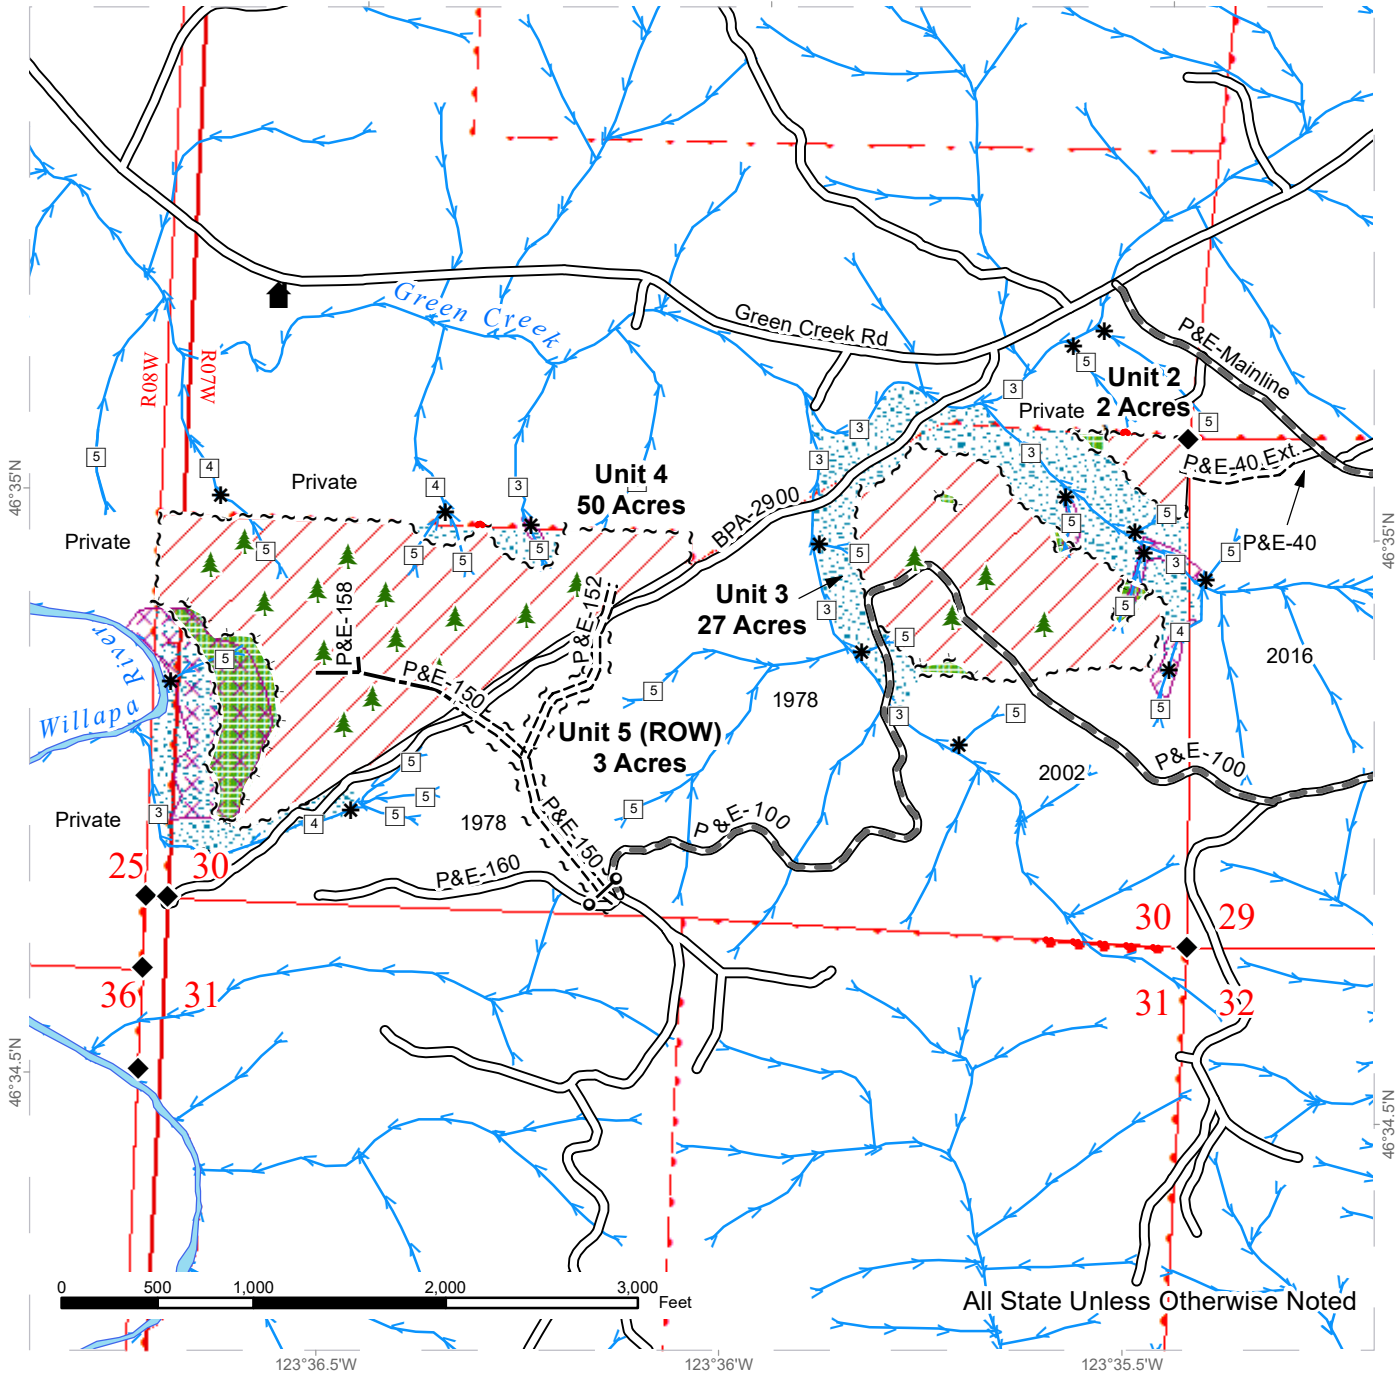 Green Creek
Green Creek Rd
P&E-Mainline
R08W
R07W
Unit 2
2 Acres
Private
3
5
5
3
3
3
P&E-40 Ext.
5
4
4
3
Private
Unit 4
50 Acres
46°35'N
BPA-2900
Private
5
5
5
5
3
5
5
5
3
P&E-40
46°35'N
P&E-158
P&E-152
Unit 3
27 Acres
3
5
4
5
2016
Willapa River
5
P&E-150
5
1978
3
5
5
Unit 5 (ROW)
3 Acres
P&E-100
2002
5
5
5
5
3
4
Private
1978
P&E-150
P&E-100
P&E-160
25
30
30
29
36
31
31
32
46°34.5'N
46°34.5'N
0
500
1,000
2,000
3,000
Feet
All State Unless Otherwise Noted
123°36.5'W
123°36'W
123°35.5'W